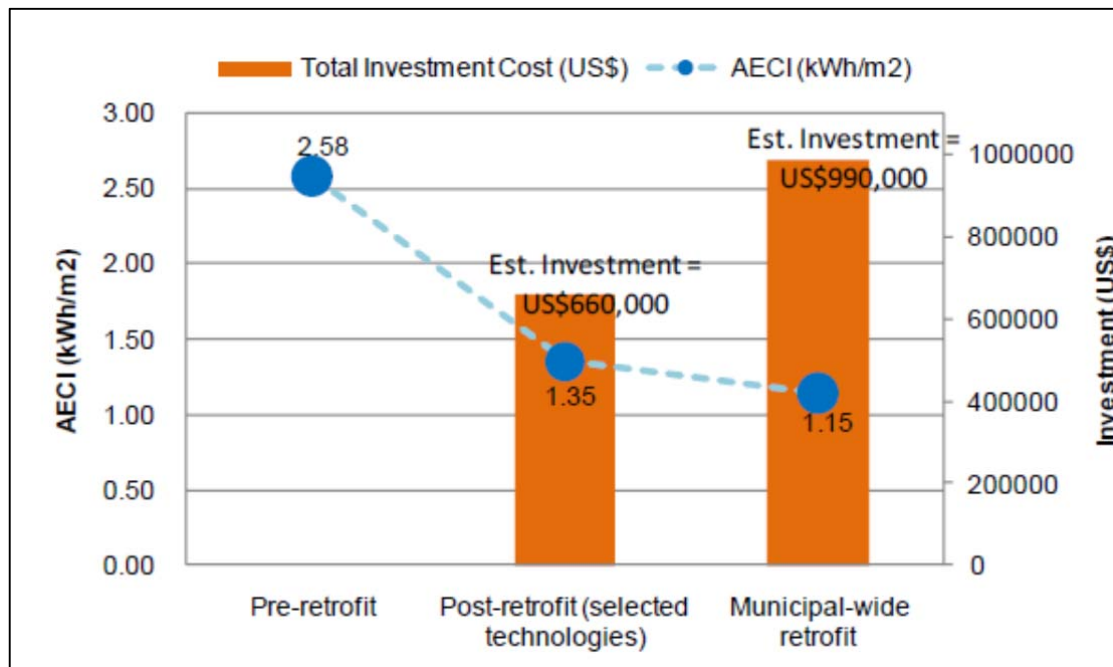 Total Investment Cost (US$)
AECI (kWh/m2)
AECI (kWh/m2)
3.00
2.50
2.00
1.50
1.00
0.50
0.00
2.58
Est. Investment =
US$660,000
1.35
Est. Investment =
US$990,000
1.15
1000000
800000
600000
400000
200000
0
Investment (US$)
Pre-retrofit
Post-retrofit (selected
technologies)
Municipal-wide
retrofit